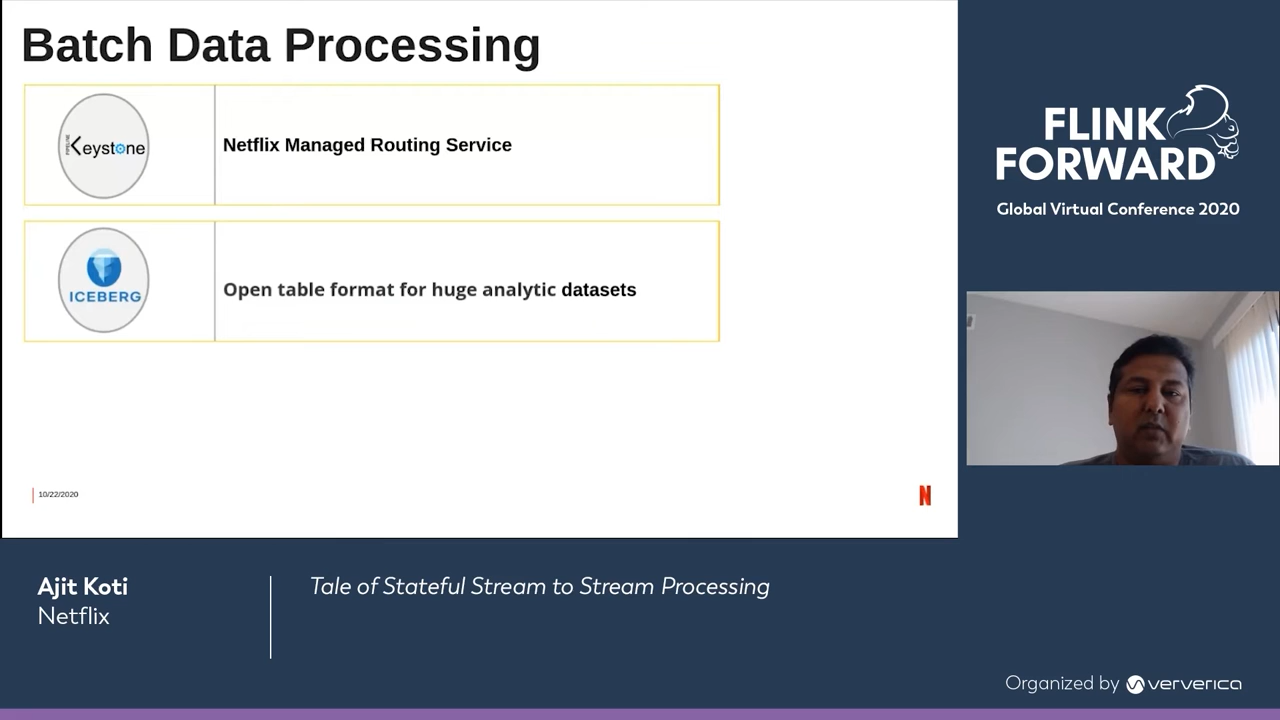 Batch Data Processing
PIPELINE
Keystone
Netflix Managed Routing Service
ICEBERG
Open table format for huge analytic datasets
10/22/2020
N
FLINK
FORWARD
Global Virtual Conference 2020
Ajit Koti
Netflix
Tale of Stateful Stream to Stream Processing
Organized by ververica